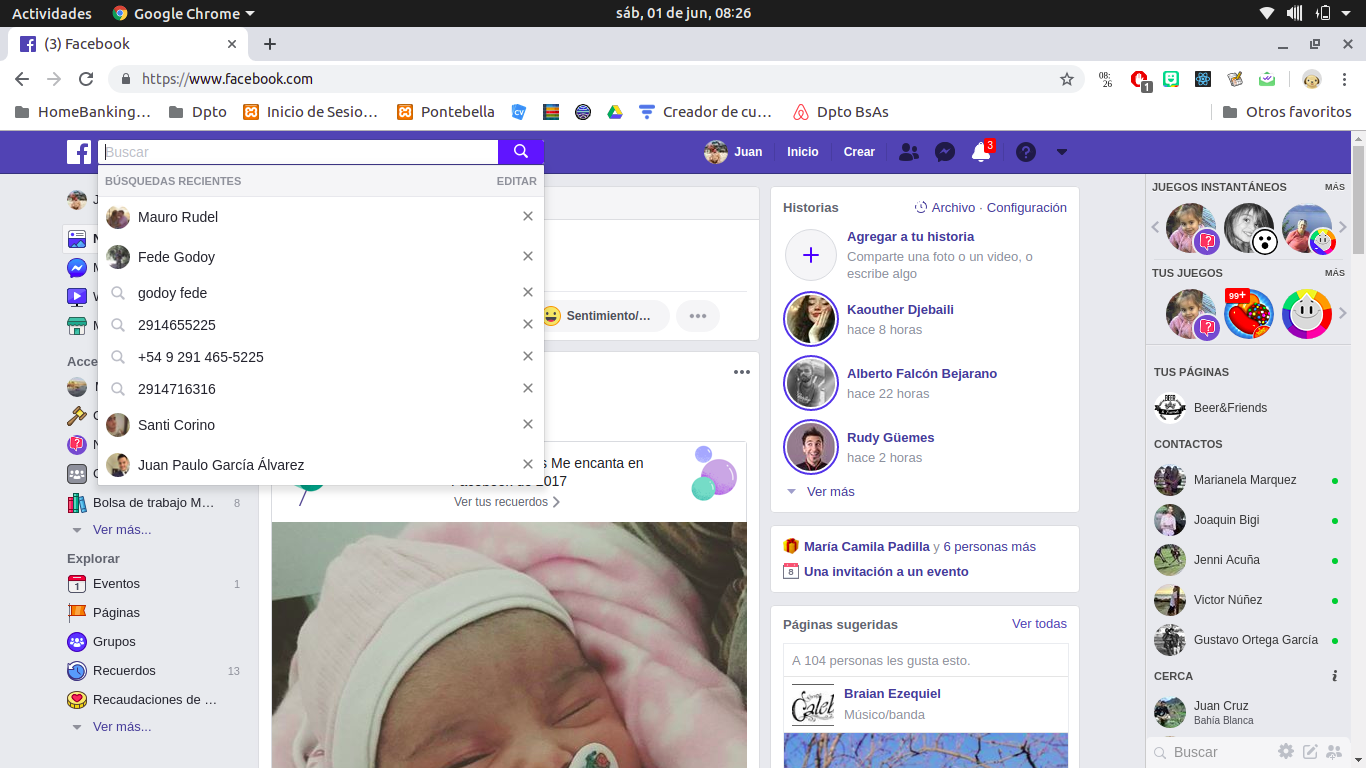 Actividades
Google Chrome
sáb, 01 de jun, 08:26
(3) Facebook
https://www.facebook.com
08:
26
1
HomeBanking…
Dpto
Inicio de Sesio…
Pontebella
Creador de cu…
Dpto BsAs
Otros favoritos
Buscar
Juan
Inicio
Crear
3
BÚSQUEDAS RECIENTES
EDITAR
Mauro Rudel
Fede Godoy
godoy fede
2914655225
+54 9 291 465-5225
2914716316
Santi Corino
Juan Paulo García Álvarez
Bolsa de trabajo M…
8
Ver más...
Explorar
Eventos
1
Páginas
Grupos
Recuerdos
13
Recaudaciones de …
Ver más...
Acce
Sentimiento/…
s Me encanta en
Facebook de 2017
Ver tus recuerdos
Historias
Archivo · Configuración
Agregar a tu historia
Comparte una foto o un video, o
escribe algo
Kaouther Djebaili
hace 8 horas
Alberto Falcón Bejarano
hace 22 horas
Rudy Güemes
hace 2 horas
Ver más
María Camila Padilla y 6 personas más
8
Una invitación a un evento
Páginas sugeridas
Ver todas
A 104 personas les gusta esto.
Braian Ezequiel
Músico/banda
JUEGOS INSTANTÁNEOS
MÁS
TUS JUEGOS
MÁS
99+
TUS PÁGINAS
Beer&Friends
CONTACTOS
Marianela Marquez
Joaquin Bigi
Jenni Acuña
Victor Núñez
Gustavo Ortega García
CERCA
Juan Cruz
Bahía Blanca
Buscar